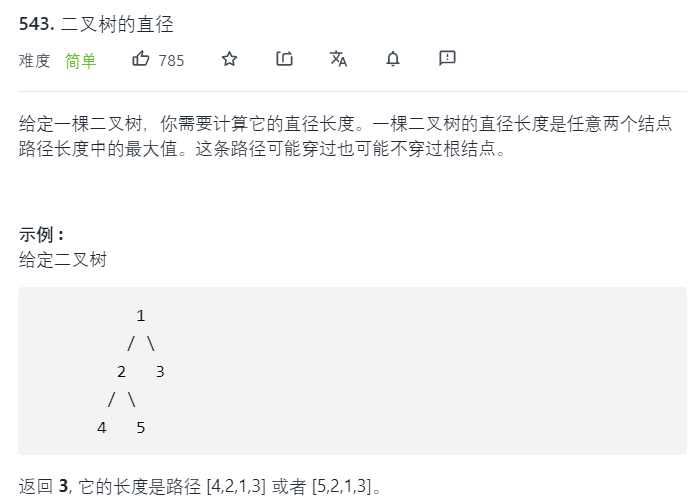 543. 二叉树的直径
难度 简单 785
给定一棵二叉树，你需要计算它的直径长度。一棵二叉树的直径长度是任意两个结点
路径长度中的最大值。这条路径可能穿过也可能不穿过根结点。
示例 :
给定二叉树
1
/ \
2 3
/ \
4 5
返回 3, 它的长度是路径 [4,2,1,3] 或者 [5,2,1,3]。